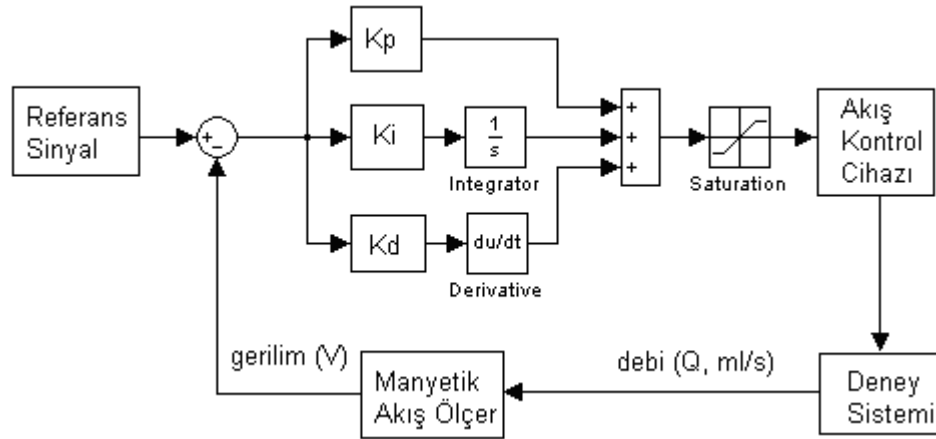 Referans
Sinyal
+
−
Kp
Ki
1
s
Integrator
Kd
du/dt
Derivative
+
+
+
Saturation
Akış
Kontrol
Cihazı
gerilim (V)
Manyetik
Akış Ölçer
debi (Q, ml/s)
Deney
Sistemi